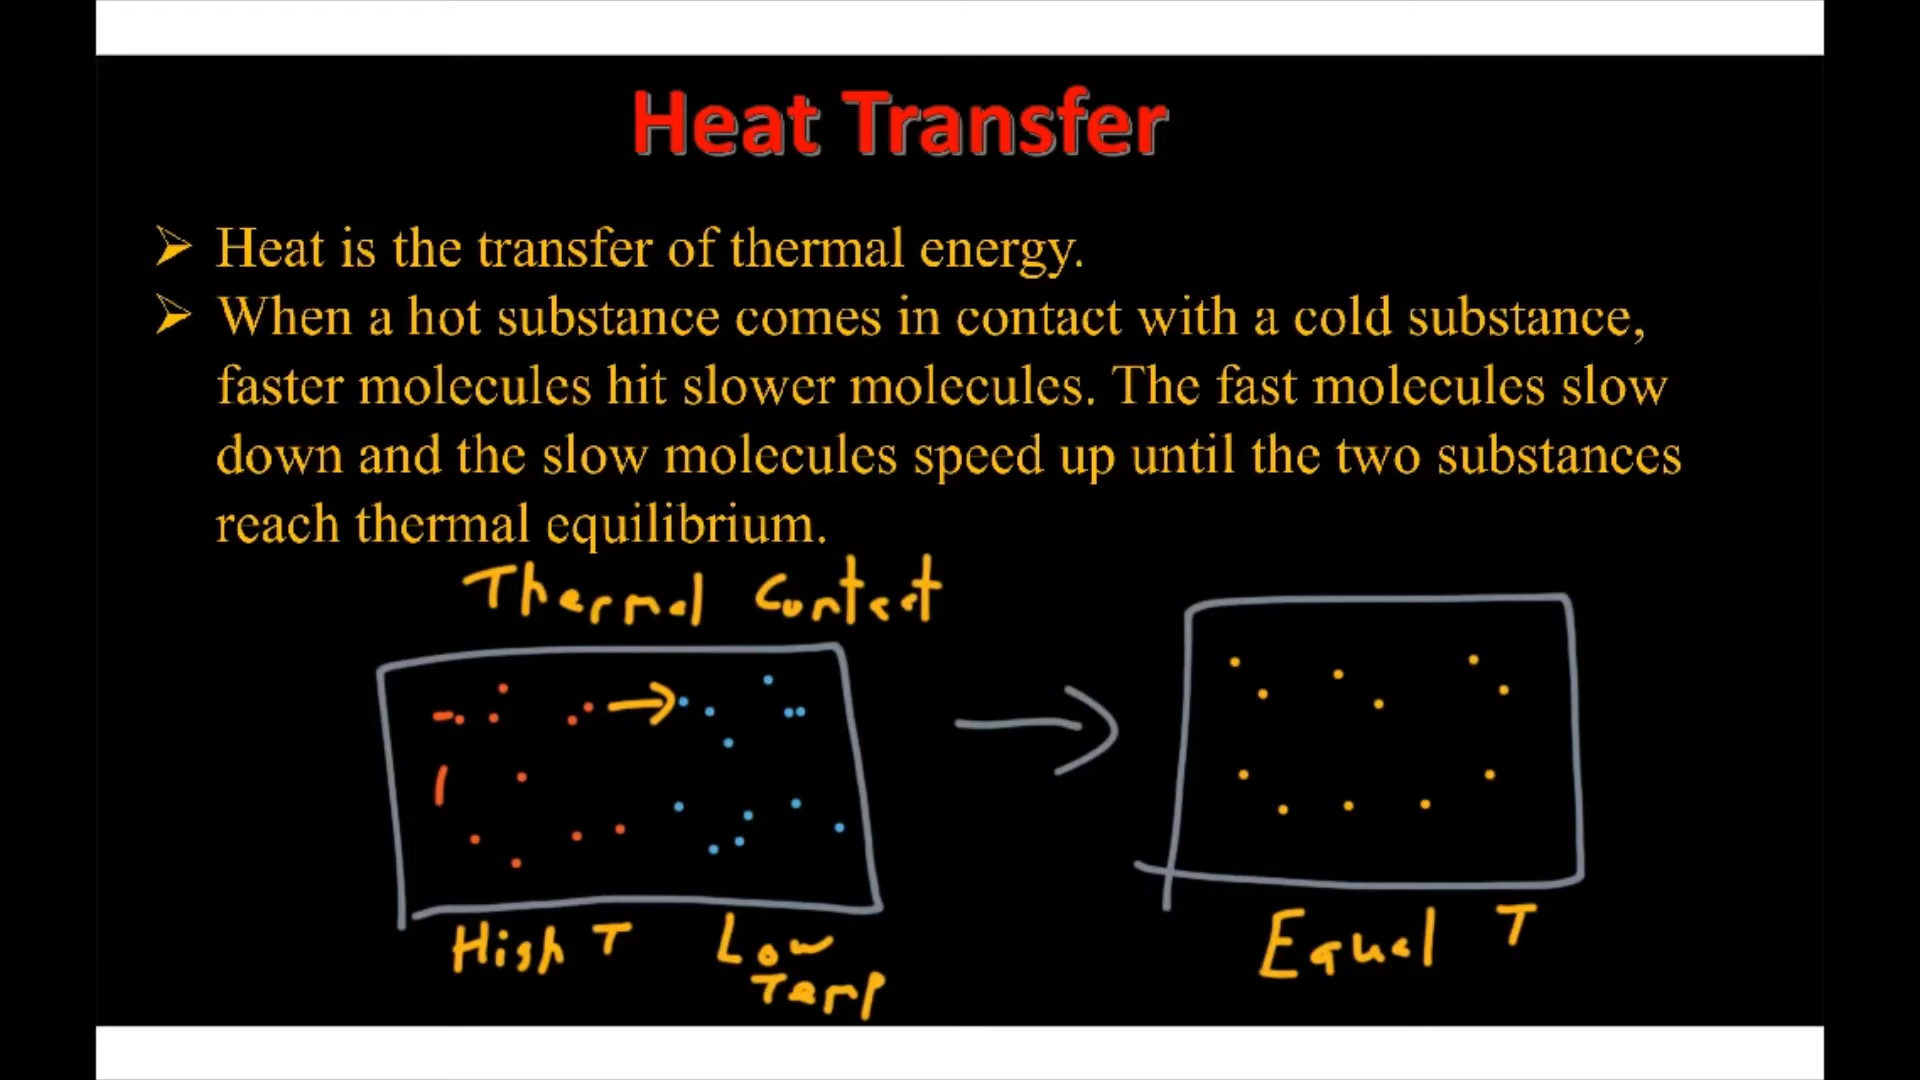 Heat Transfer
➢ Heat is the transfer of thermal energy.
➢ When a hot substance comes in contact with a cold substance,
faster molecules hit slower molecules. The fast molecules slow
down and the slow molecules speed up until the two substances
reach thermal equilibrium.
Thermal Contact
High T Low Temp
Equal T